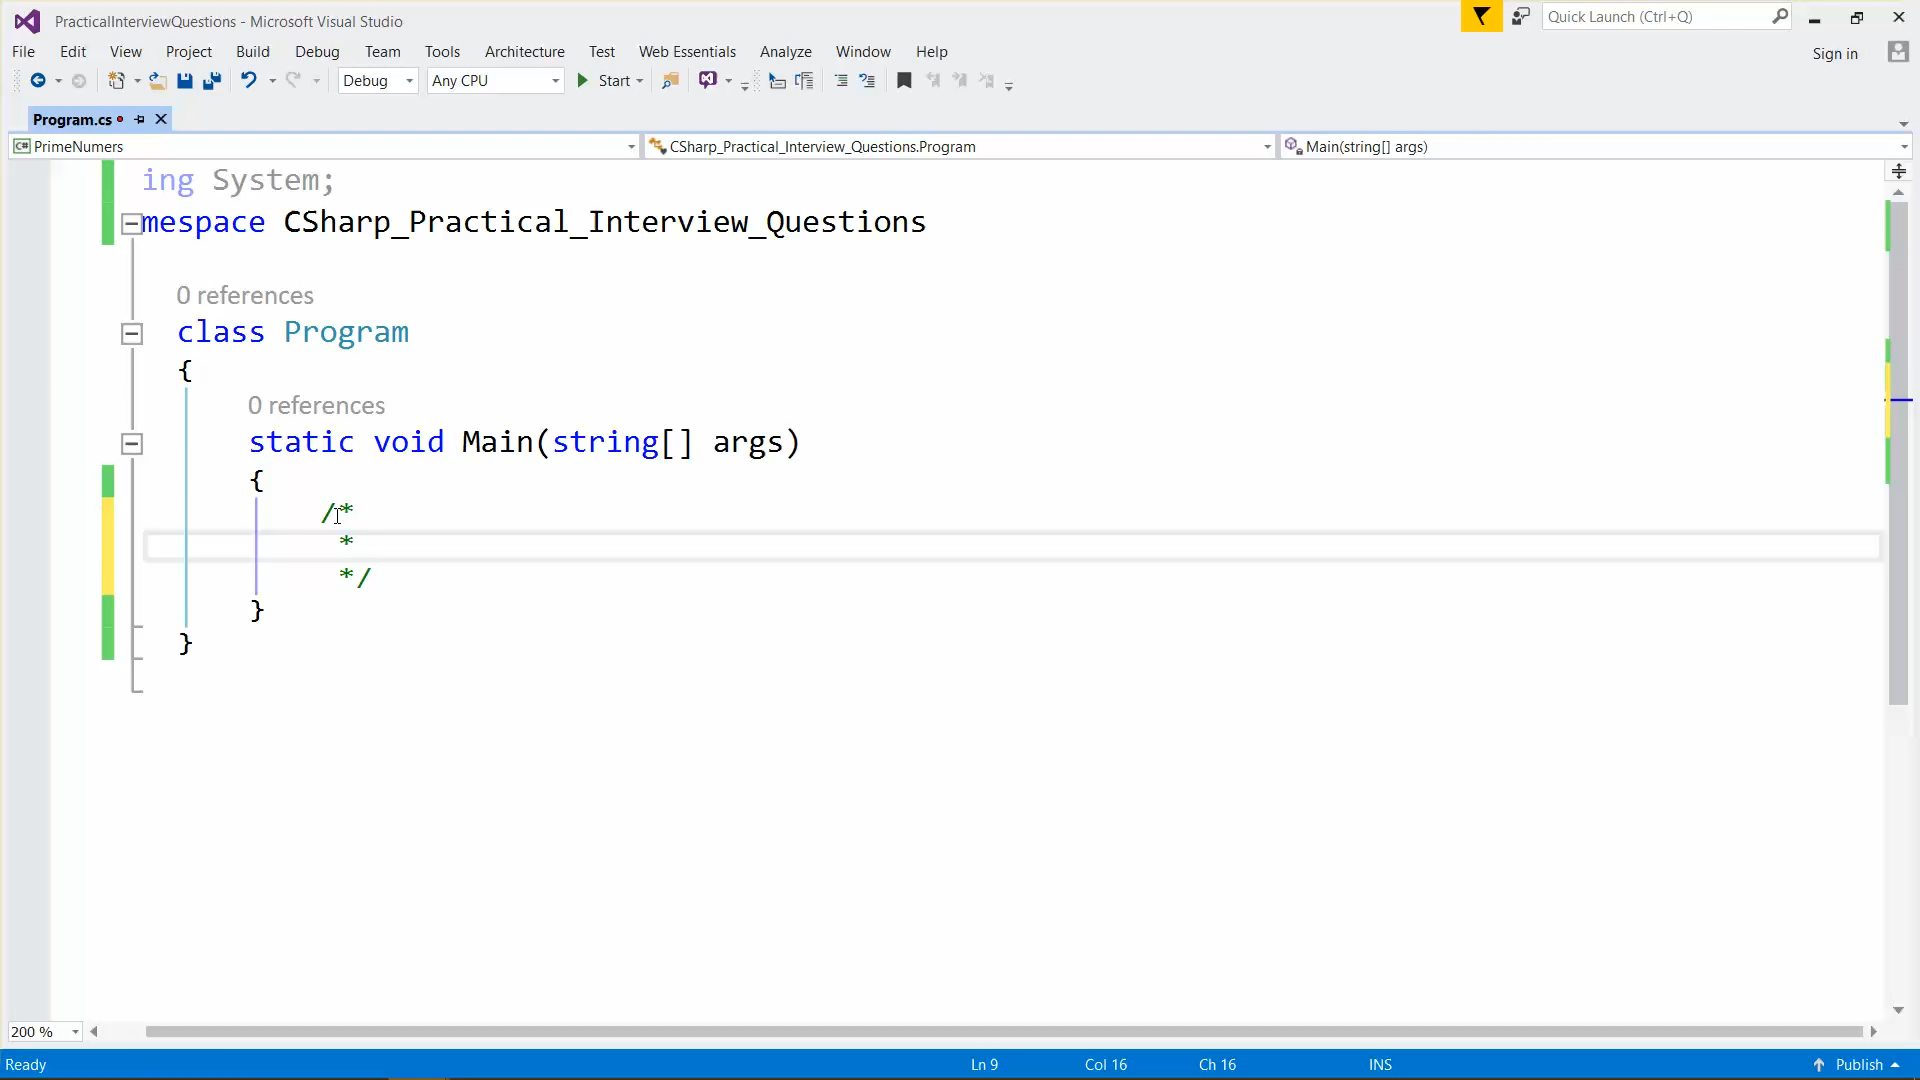 PracticalInterviewQuestions - Microsoft Visual Studio
Quick Launch (Ctrl+Q)
File Edit View Project Build Debug Team Tools Architecture Test Web Essentials Analyze Window Help
Sign in
Debug Any CPU Start
Program.cs
C# PrimeNumers CSharp_Practical_Interview_Questions.Program Main(string[] args)
ing System;
mespace CSharp_Practical_Interview_Questions
0 references
class Program
{
0 references
static void Main(string[] args)
{
/*
*
*/
}
}
200 %
Ready Ln 9 Col 16 Ch 16 INS Publish